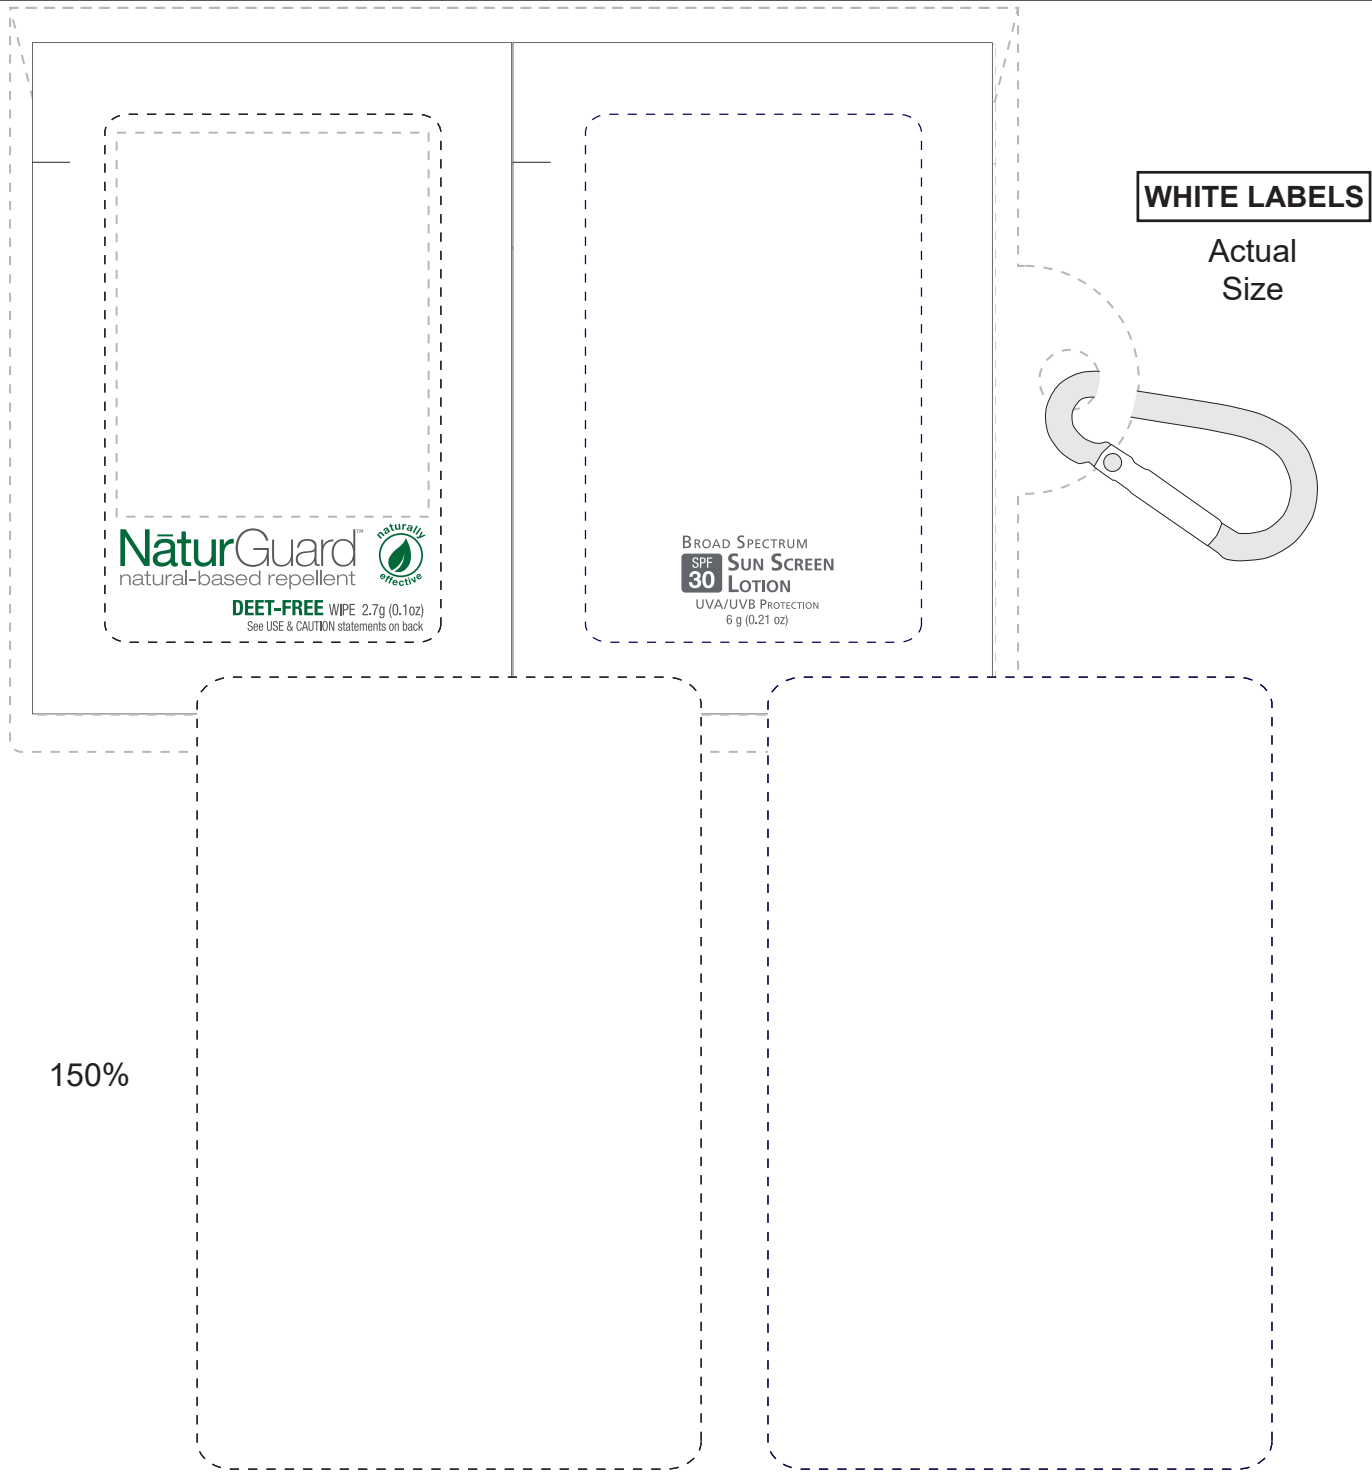 WHITE LABELS
Actual
Size
NāturGuard™
natural-based repellent
naturally
effective
DEET-FREE WIPE 2.7g (0.1oz)
See USE & CAUTION statements on back
BROAD SPECTRUM
SPF
30
SUN SCREEN
LOTION
UVA/UVB PROTECTION
6 g (0.21 oz)
150%